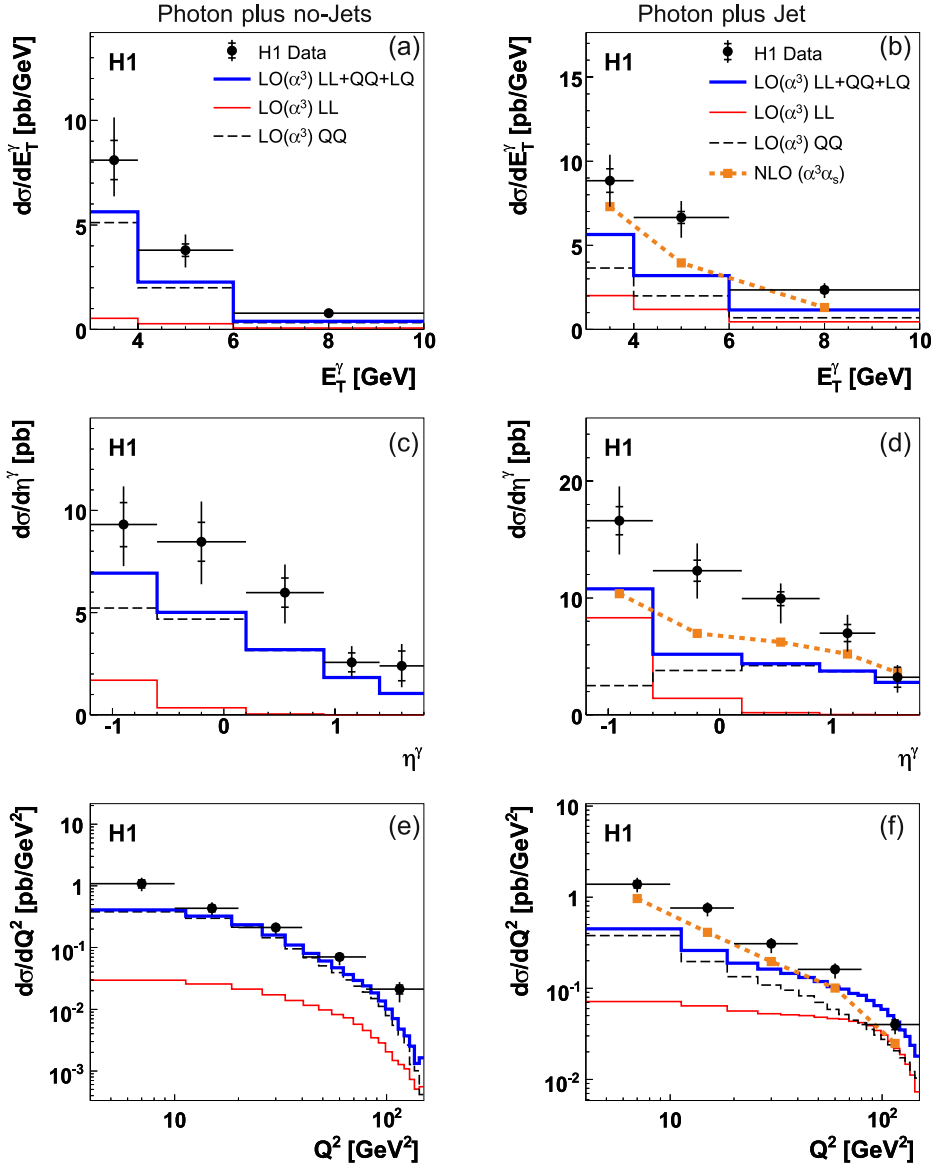 Photon plus no-Jets
Photon plus Jet
dσ/dE_T^γ [pb/GeV]
H1
(a)
H1 Data
LO(α³) LL+QQ+LQ
LO(α³) LL
LO(α³) QQ
10
5
0
4 6 8 10
E_T^γ [GeV]
dσ/dE_T^γ [pb/GeV]
H1
(b)
H1 Data
LO(α³) LL+QQ+LQ
LO(α³) LL
LO(α³) QQ
NLO (α³α_s)
15
10
5
0
4 6 8 10
E_T^γ [GeV]
dσ/dη^γ [pb]
H1
(c)
10
5
0
-1 0 1
η^γ
dσ/dη^γ [pb]
H1
(d)
20
10
0
-1 0 1
η^γ
dσ/dQ² [pb/GeV²]
H1
(e)
10
1
10⁻¹
10⁻²
10⁻³
10 10²
Q² [GeV²]
dσ/dQ² [pb/GeV²]
H1
(f)
10
1
10⁻¹
10⁻²
10 10²
Q² [GeV²]